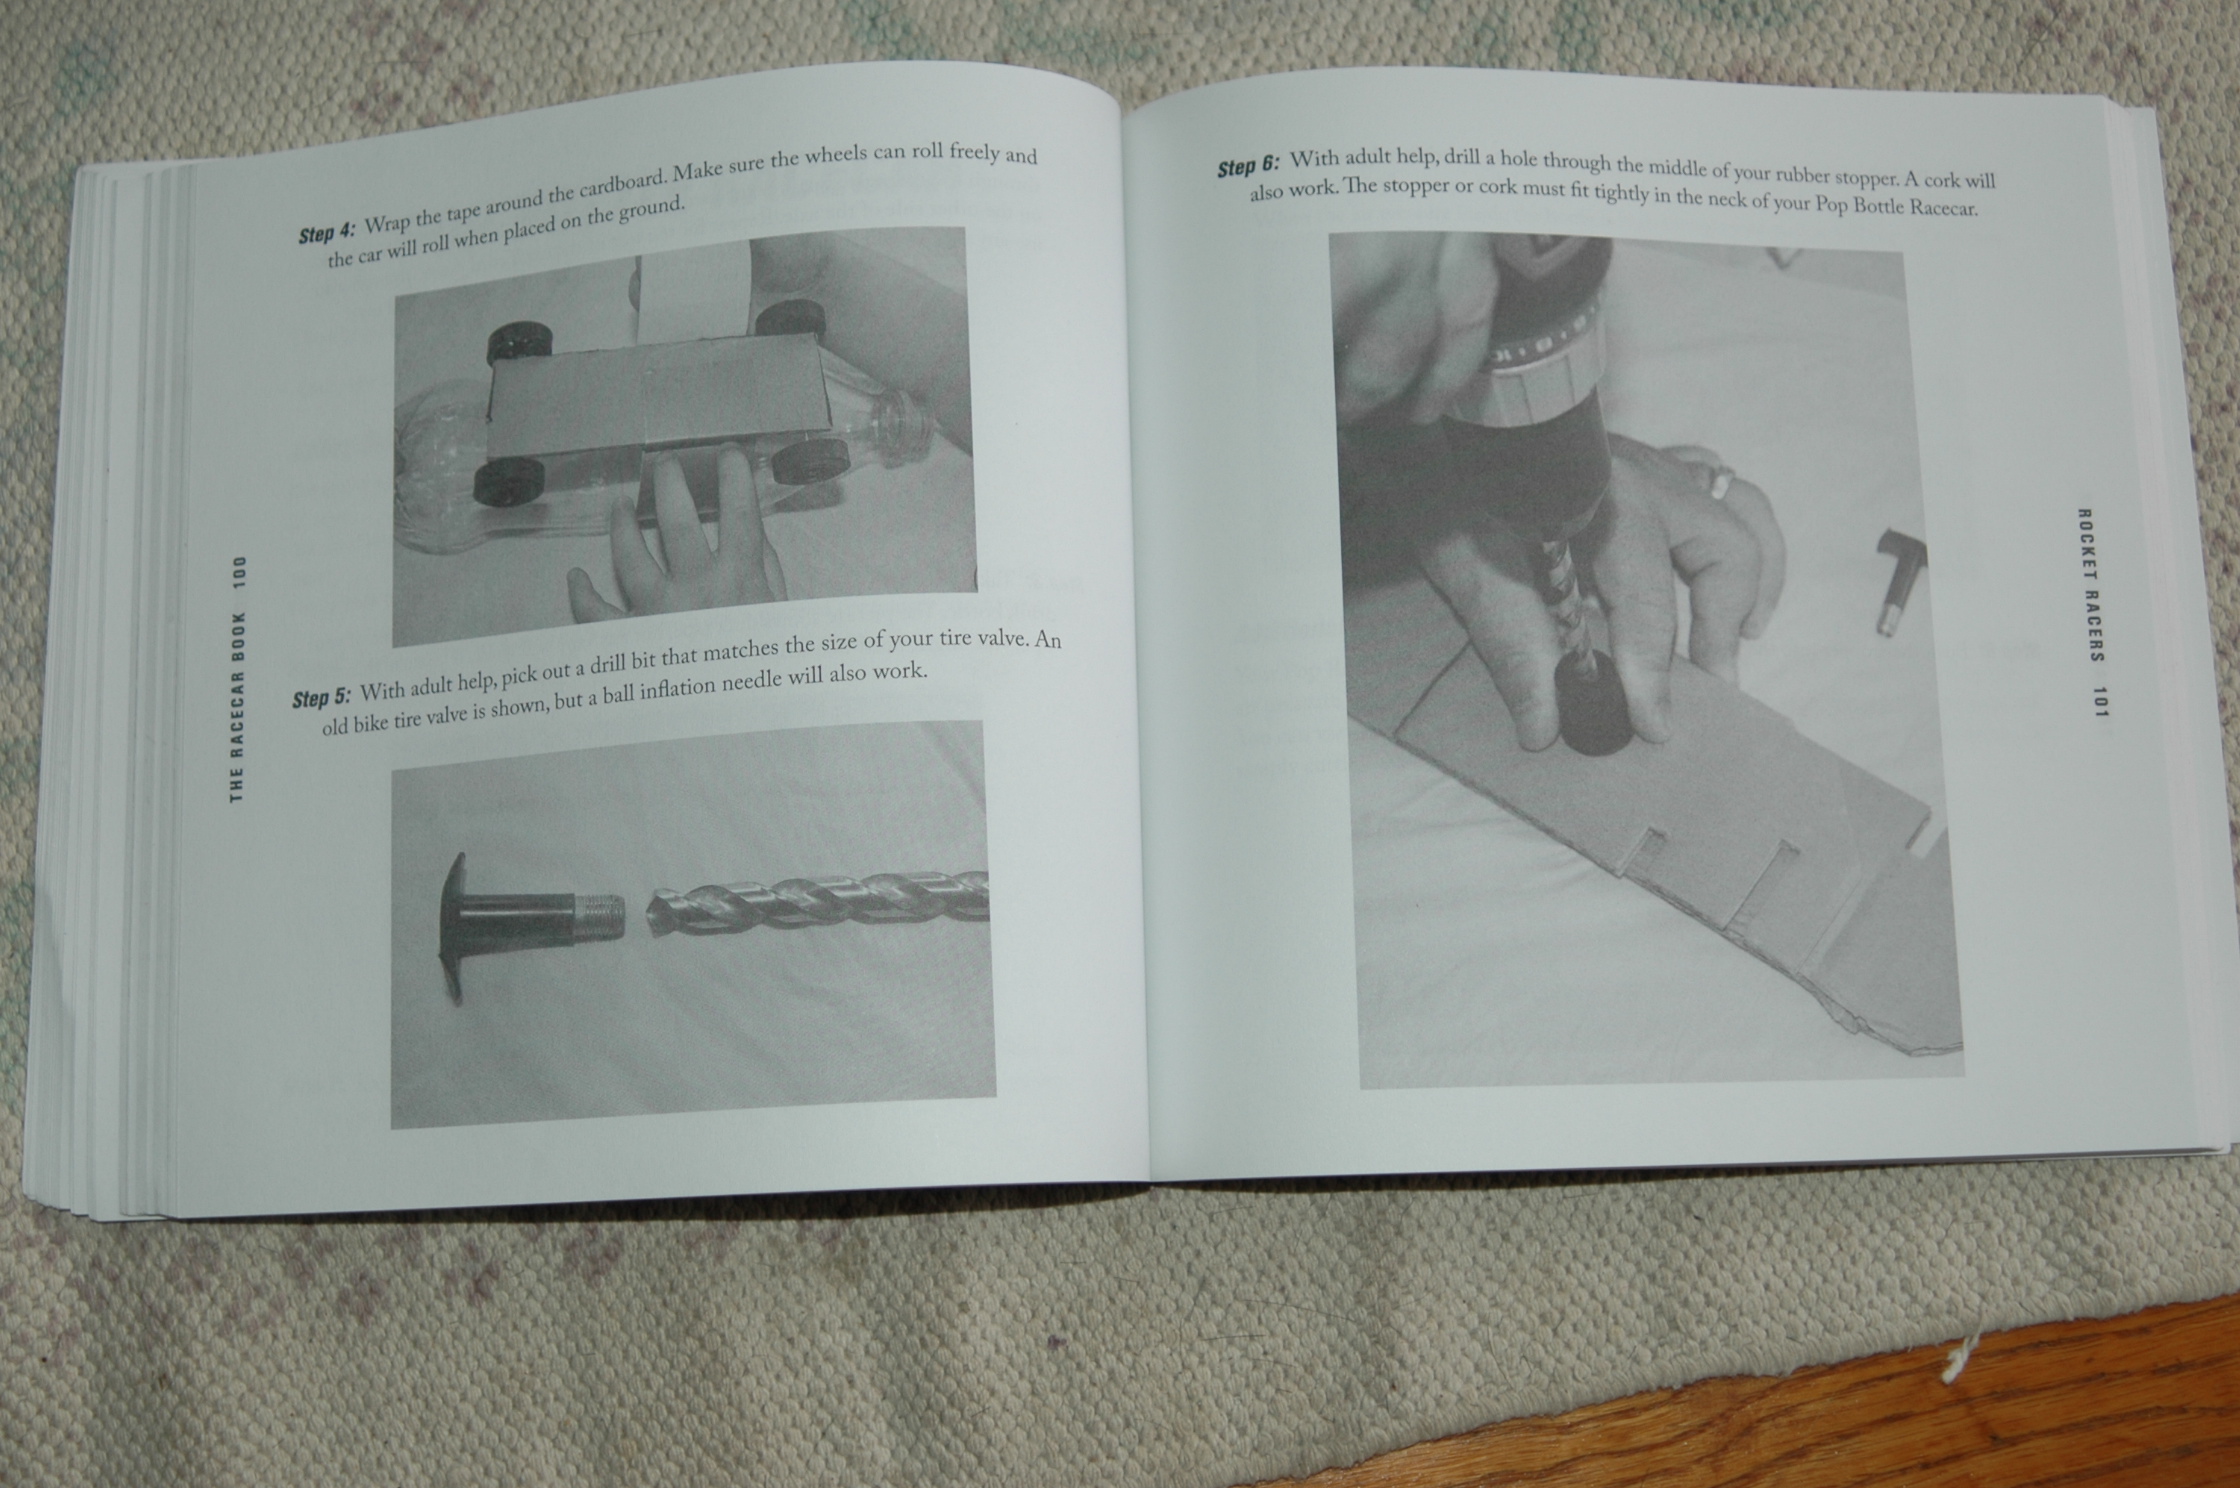 THE RACECAR BOOK 100
Step 4: Wrap the tape around the cardboard. Make sure the wheels can roll freely and
the car will roll when placed on the ground.
Step 5: With adult help, pick out a drill bit that matches the size of your tire valve. An
old bike tire valve is shown, but a ball inflation needle will also work.
Step 6: With adult help, drill a hole through the middle of your rubber stopper. A cork will
also work. The stopper or cork must fit tightly in the neck of your Pop Bottle Racecar.
ROCKET RACERS 101